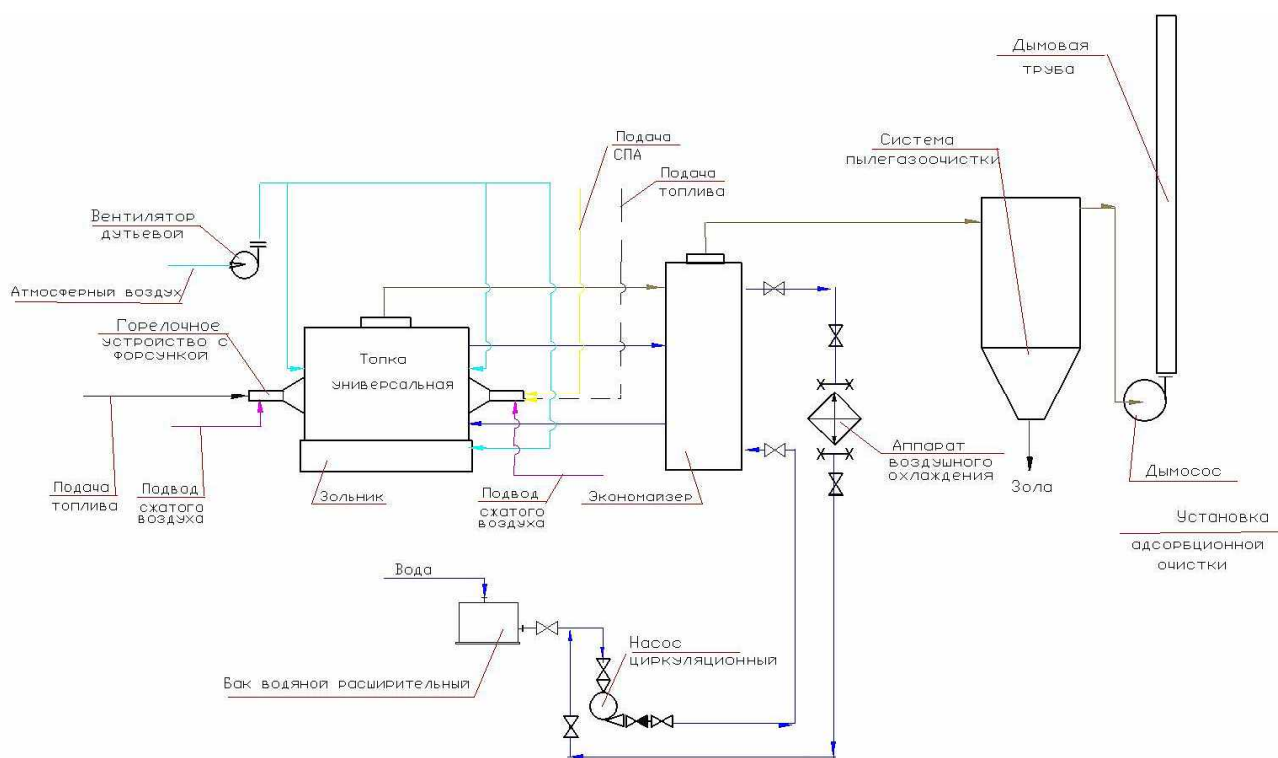 Дымовая
труба
Подача
СПА
Система
пылегазоочистки
Подача
топлива
Вентилятор
дутьевой
Атмосферный воздух
Горелочное
устройство с
форсункой
Топка
универсальная
Аппарат
воздушного
охлаждения
Подача
топлива
Подвод
сжатого
воздуха
Зольник
Подвод
сжатого
воздуха
Экономайзер
Зола
Дымосос
Установка
адсорбционной
очистки
Вода
Насос
циркуляционный
Бак водяной расширительный